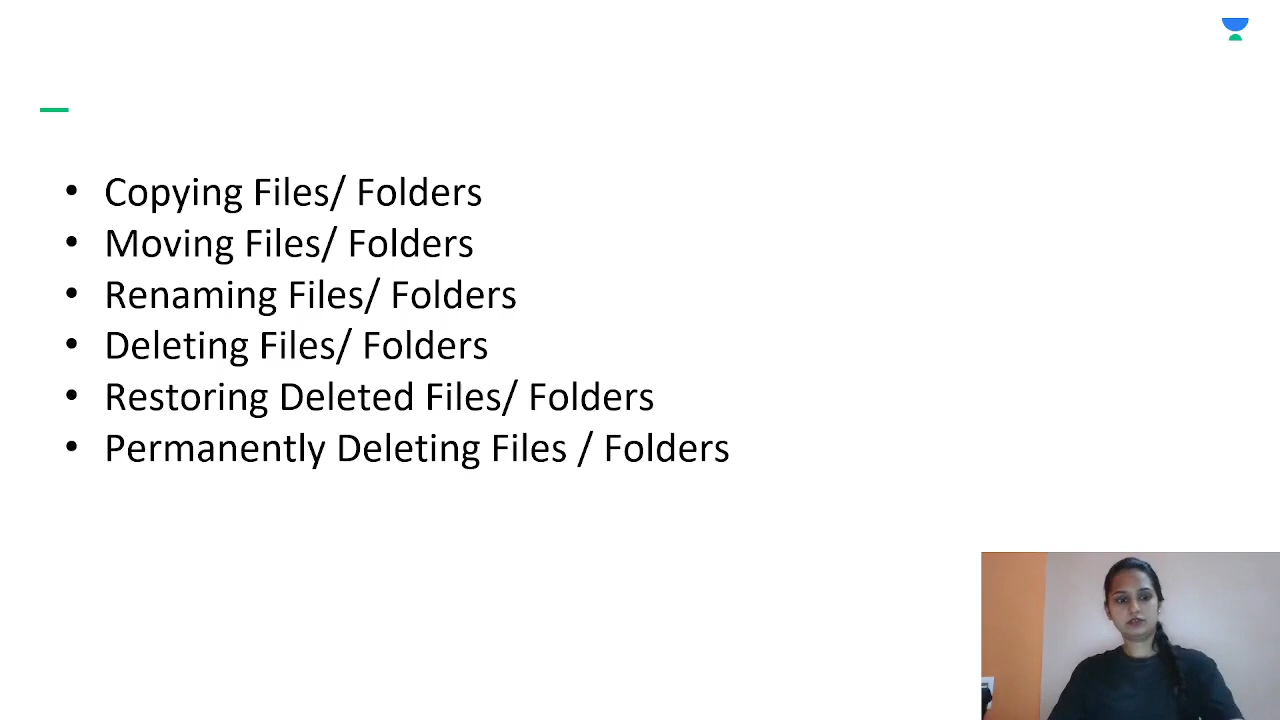 • Copying Files/ Folders
• Moving Files/ Folders
• Renaming Files/ Folders
• Deleting Files/ Folders
• Restoring Deleted Files/ Folders
• Permanently Deleting Files / Folders